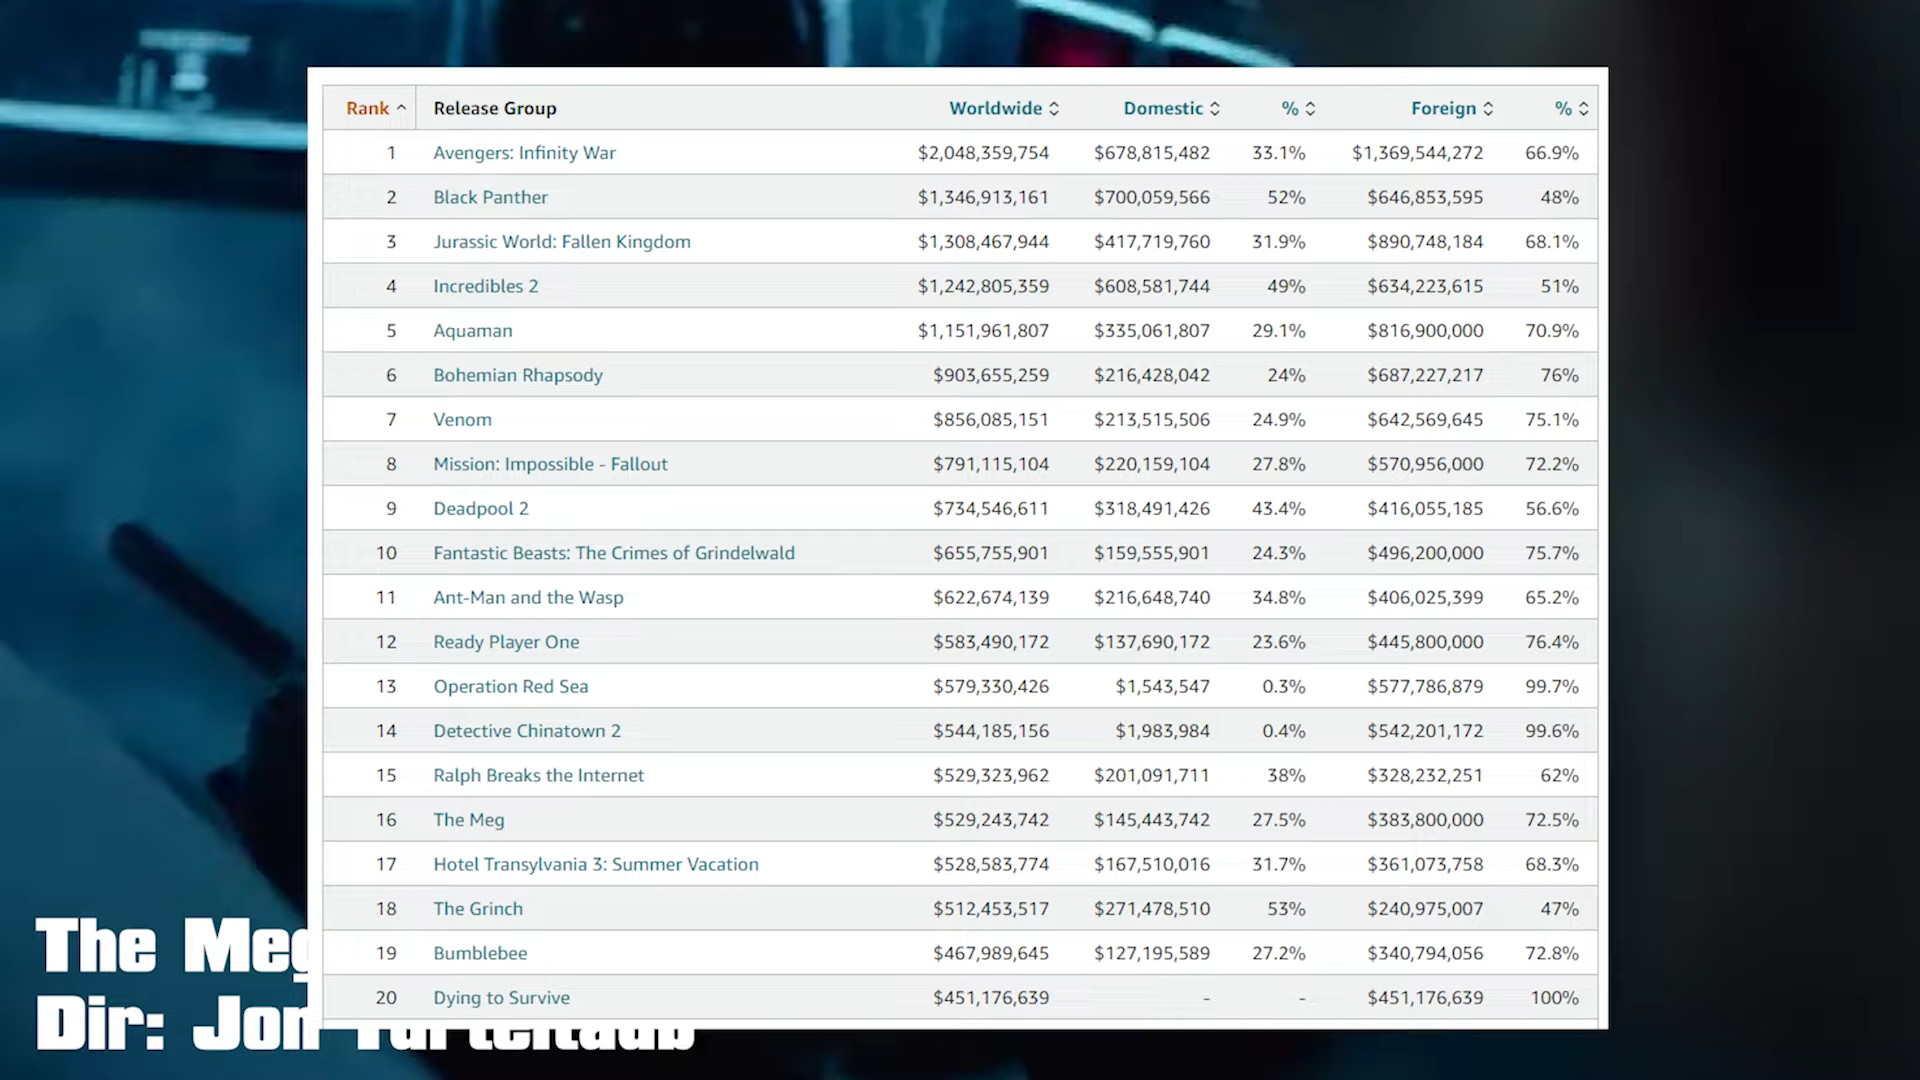 Rank Release Group Worldwide Domestic % Foreign %
1 Avengers: Infinity War $2,048,359,754 $678,815,482 33.1% $1,369,544,272 66.9%
2 Black Panther $1,346,913,161 $700,059,566 52% $646,853,595 48%
3 Jurassic World: Fallen Kingdom $1,308,467,944 $417,719,760 31.9% $890,748,184 68.1%
4 Incredibles 2 $1,242,805,359 $608,581,744 49% $634,223,615 51%
5 Aquaman $1,151,961,807 $335,061,807 29.1% $816,900,000 70.9%
6 Bohemian Rhapsody $903,655,259 $216,428,042 24% $687,227,217 76%
7 Venom $856,085,151 $213,515,506 24.9% $642,569,645 75.1%
8 Mission: Impossible - Fallout $791,115,104 $220,159,104 27.8% $570,956,000 72.2%
9 Deadpool 2 $734,546,611 $318,491,426 43.4% $416,055,185 56.6%
10 Fantastic Beasts: The Crimes of Grindelwald $655,755,901 $159,555,901 24.3% $496,200,000 75.7%
11 Ant-Man and the Wasp $622,674,139 $216,648,740 34.8% $406,025,399 65.2%
12 Ready Player One $583,490,172 $137,690,172 23.6% $445,800,000 76.4%
13 Operation Red Sea $579,330,426 $1,543,547 0.3% $577,786,879 99.7%
14 Detective Chinatown 2 $544,185,156 $1,983,984 0.4% $542,201,172 99.6%
15 Ralph Breaks the Internet $529,323,962 $201,091,711 38% $328,232,251 62%
16 The Meg $529,243,742 $145,443,742 27.5% $383,800,000 72.5%
17 Hotel Transylvania 3: Summer Vacation $528,583,774 $167,510,016 31.7% $361,073,758 68.3%
18 The Grinch $512,453,517 $271,478,510 53% $240,975,007 47%
19 Bumblebee $467,989,645 $127,195,589 27.2% $340,794,056 72.8%
20 Dying to Survive $451,176,639 - - $451,176,639 100%
The Meg
Dir: Jon Turteltaub